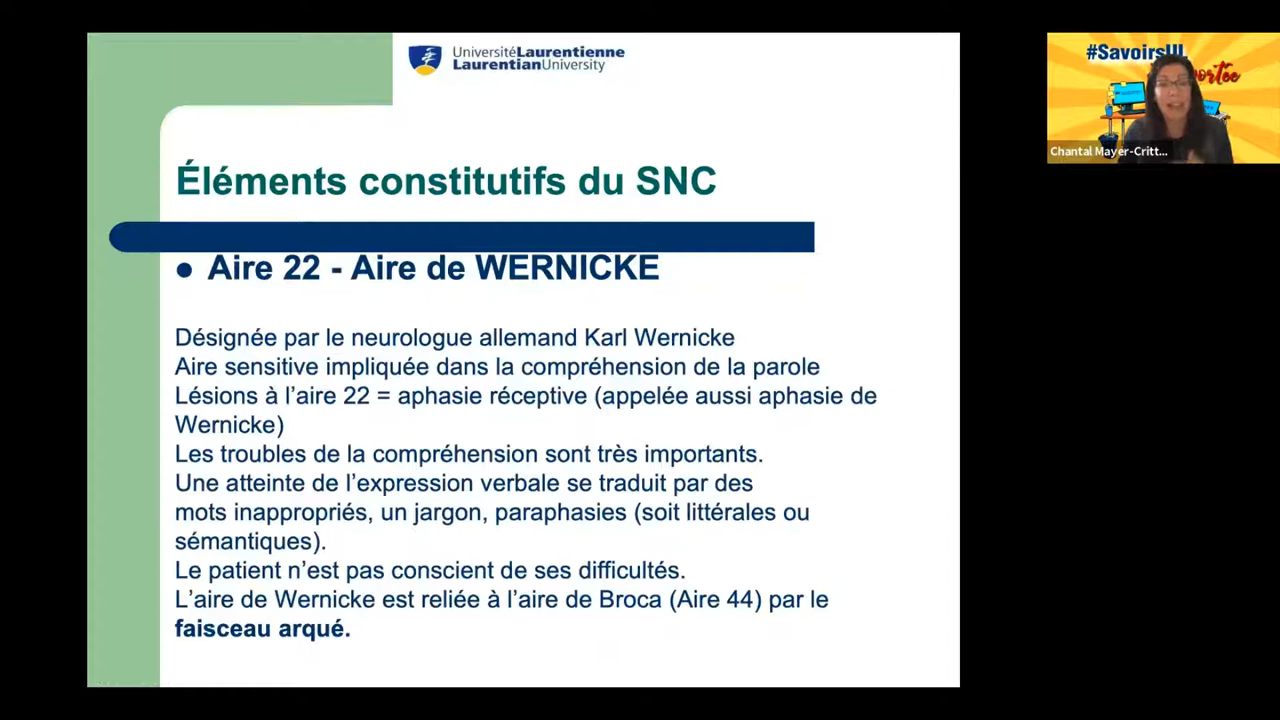 UniversitéLaurentienne
LaurentianUniversity
#SavoirsUL
portée
Chantal Mayer-Critt...
Éléments constitutifs du SNC
Aire 22 - Aire de WERNICKE
Désignée par le neurologue allemand Karl Wernicke
Aire sensitive impliquée dans la compréhension de la parole
Lésions à l’aire 22 = aphasie réceptive (appelée aussi aphasie de
Wernicke)
Les troubles de la compréhension sont très importants.
Une atteinte de l’expression verbale se traduit par des
mots inappropriés, un jargon, paraphasies (soit littérales ou
sémantiques).
Le patient n’est pas conscient de ses difficultés.
L’aire de Wernicke est reliée à l’aire de Broca (Aire 44) par le
faisceau arqué.